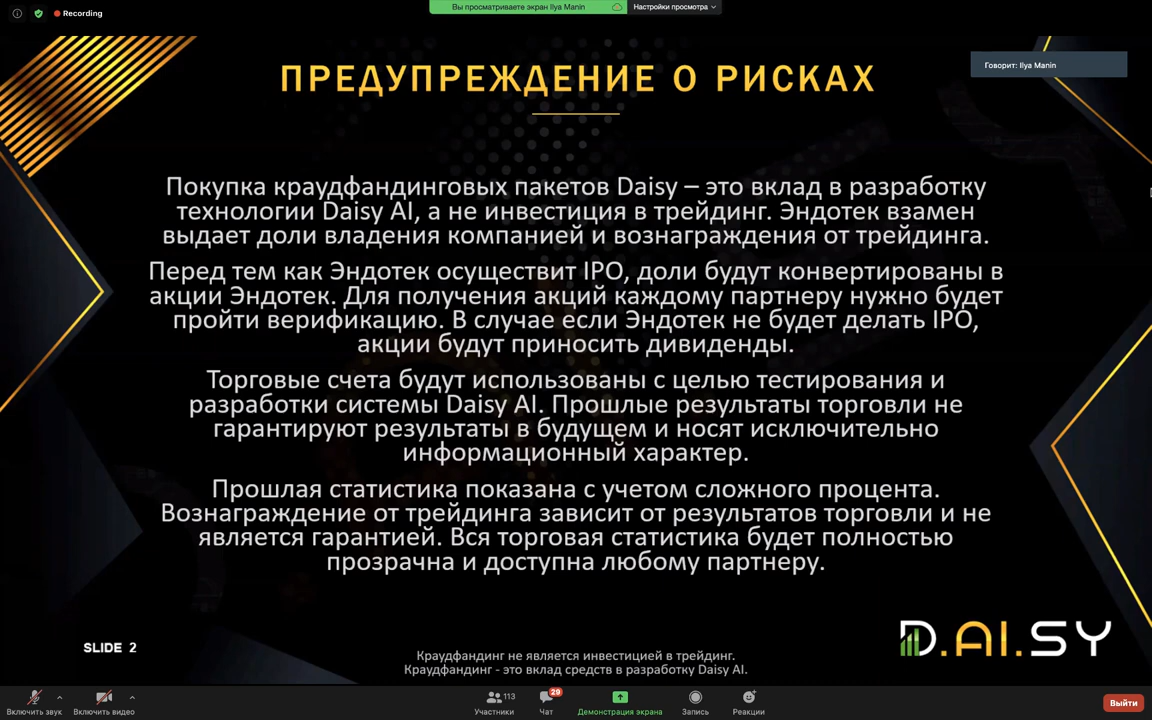 Recording
Вы просматриваете экран Ilya Manin
Настройки просмотра
Говорит: Ilya Manin
ПРЕДУПРЕЖДЕНИЕ О РИСКАХ
Покупка краудфандинговых пакетов Daisy – это вклад в разработку
технологии Daisy AI, а не инвестиция в трейдинг. Эндотек взамен
выдает доли владения компанией и вознаграждения от трейдинга.
Перед тем как Эндотек осуществит IPO, доли будут конвертированы в
акции Эндотек. Для получения акций каждому партнеру нужно будет
пройти верификацию. В случае если Эндотек не будет делать IPO,
акции будут приносить дивиденды.
Торговые счета будут использованы с целью тестирования и
разработки системы Daisy AI. Прошлые результаты торговли не
гарантируют результаты в будущем и носят исключительно
информационный характер.
Прошлая статистика показана с учетом сложного процента.
Вознаграждение от трейдинга зависит от результатов торговли и не
является гарантией. Вся торговая статистика будет полностью
прозрачна и доступна любому партнеру.
SLIDE 2
D.AI.SY
Краудфандинг не является инвестицией в трейдинг.
Краудфандинг - это вклад средств в разработку Daisy AI.
Включить звук
Включить видео
113
Участники
29
Чат
Демонстрация экрана
Запись
Реакции
Выйти